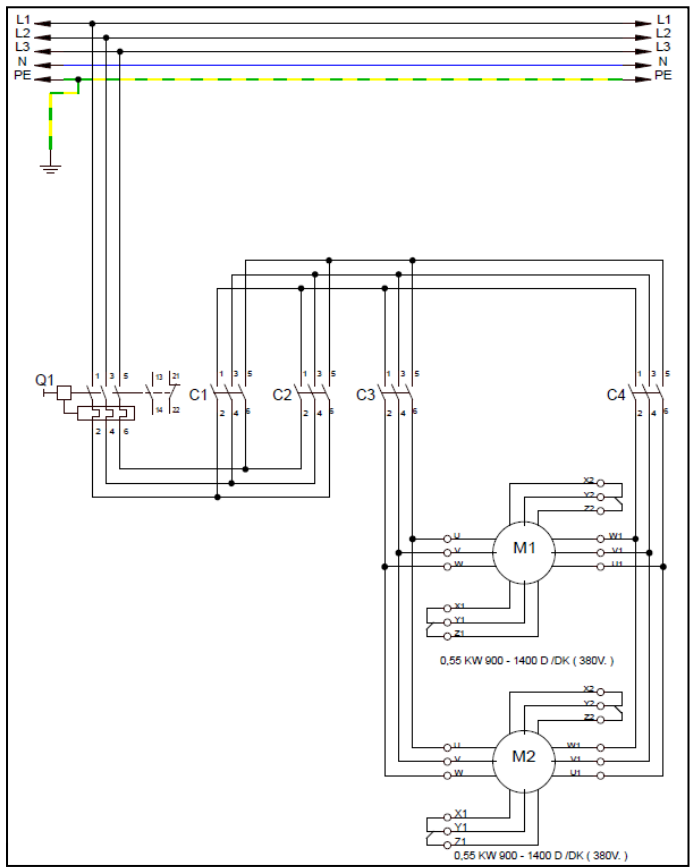 L1 L1
L2 L2
L3 L3
N N
PE PE
Q1 1 3 5 13 21
2 4 6 14 22
C1 1 3 5
2 4 6
C2 1 3 5
2 4 6
C3 1 3 5
2 4 6
C4 1 3 5
2 4 6
X2
Y2
Z2
U M1 W1
V V1
W U1
X1
Y1
Z1
0,55 KW 900 - 1400 D /DK ( 380V. )
X2
Y2
Z2
U M2 W1
V V1
W U1
X1
Y1
Z1
0,55 KW 900 - 1400 D /DK ( 380V. )